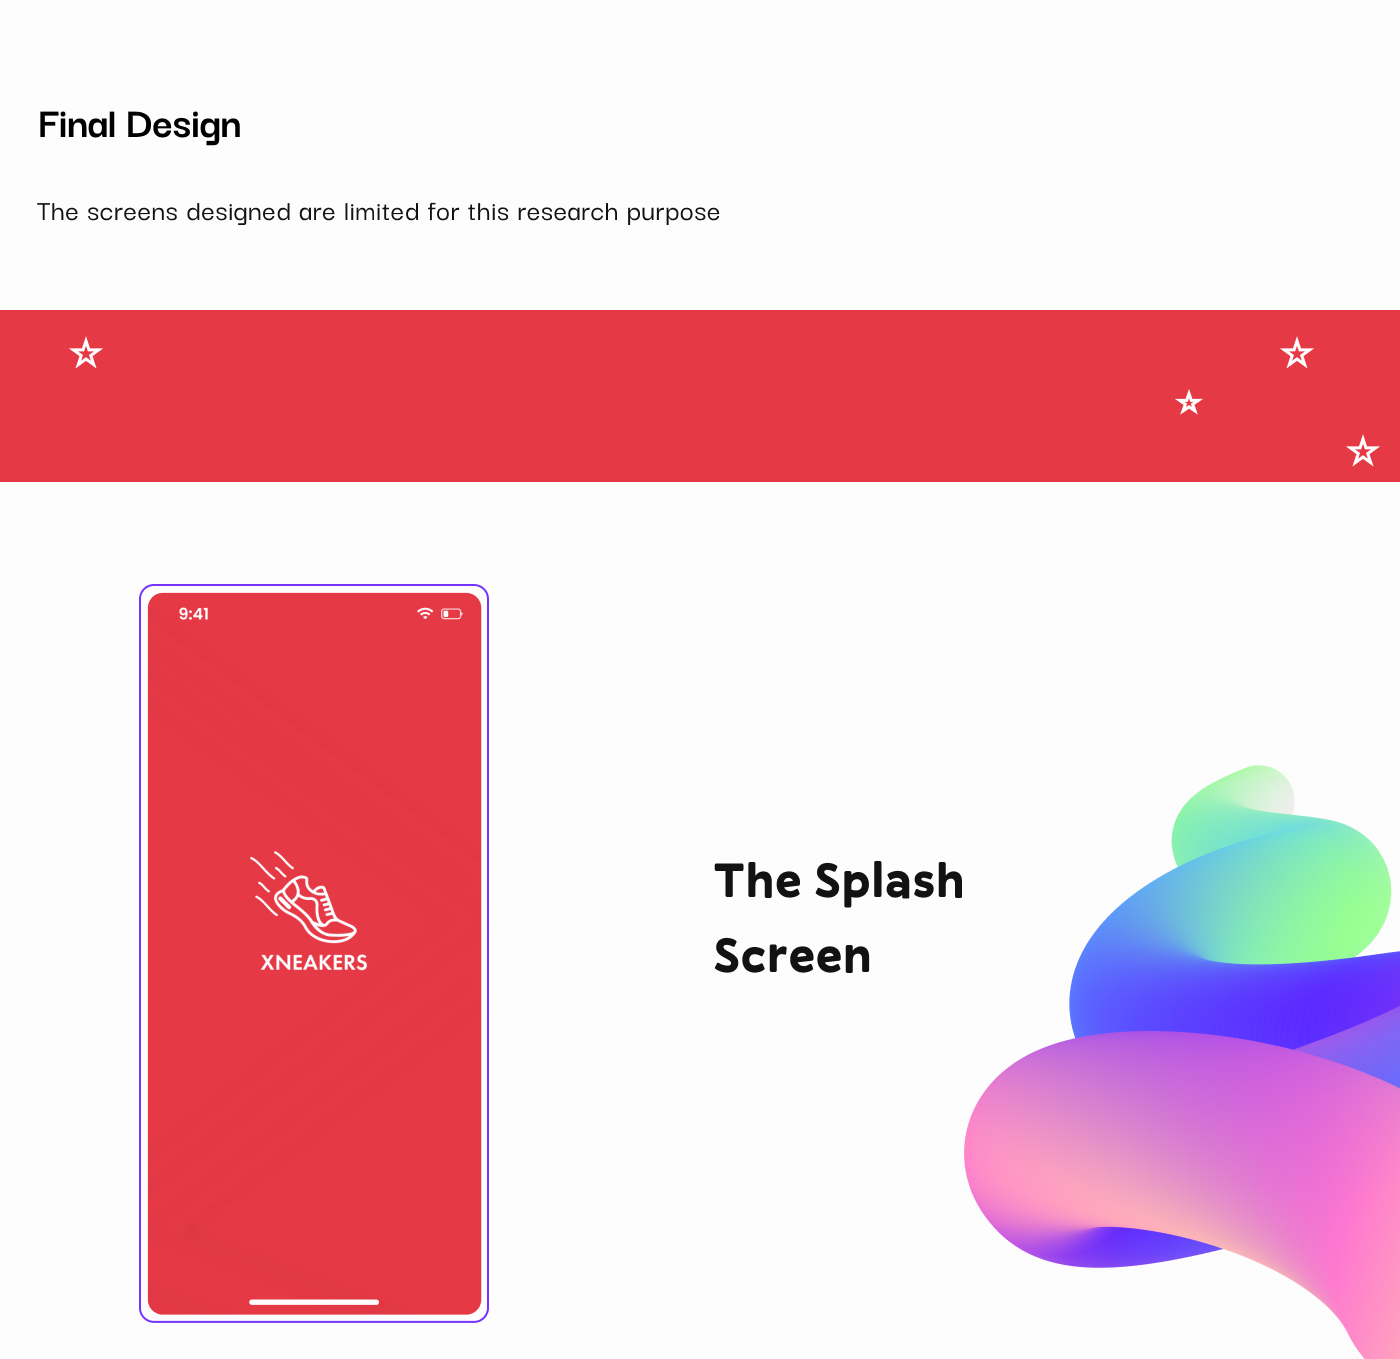 Final Design
The screens designed are limited for this research purpose
9:41
XNEAKERS
The Splash
Screen